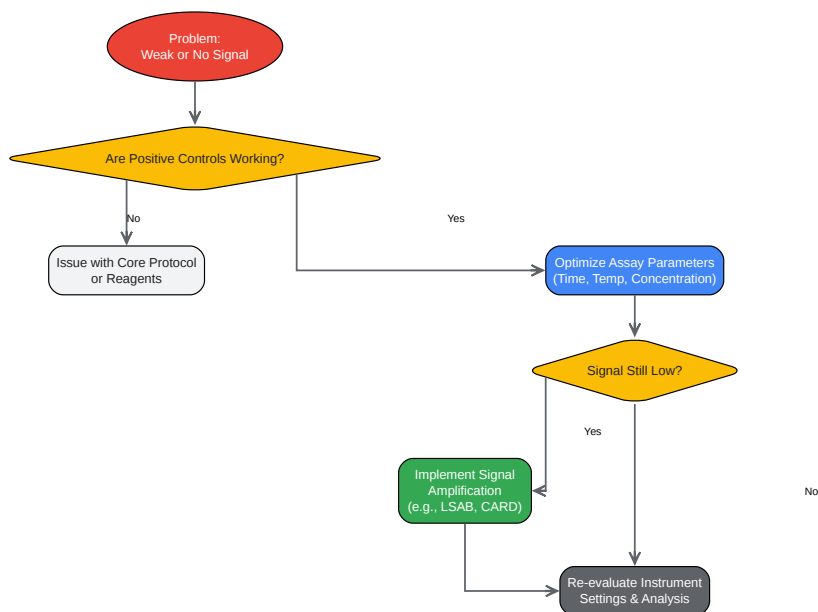 Problem:
Weak or No Signal
Are Positive Controls Working?
No
Yes
Issue with Core Protocol
or Reagents
Optimize Assay Parameters
(Time, Temp, Concentration)
Signal Still Low?
Yes
Implement Signal
Amplification
(e.g., LSAB, CARD)
No
Re-evaluate Instrument
Settings & Analysis